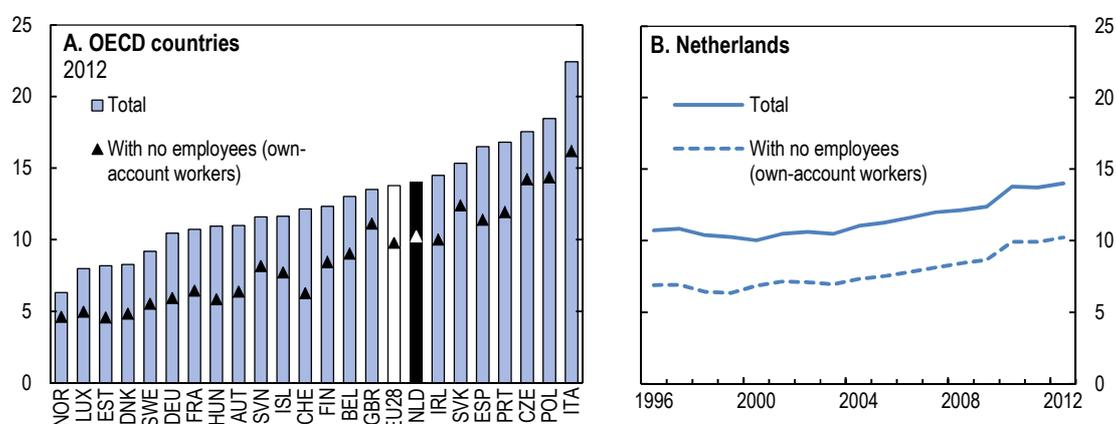 A. OECD countries
2012
Total
With no employees (own-
account workers)
25
20
15
10
5
0
NOR
LUX
EST
DNK
SWE
DEU
FRA
HUN
AUT
SVN
ISL
CHE
FIN
BEL
GBR
EU28
NLD
IRL
SVK
ESP
PRT
CZE
POL
ITA
B. Netherlands
Total
With no employees
(own-account workers)
25
20
15
10
5
0
1996
2000
2004
2008
2012